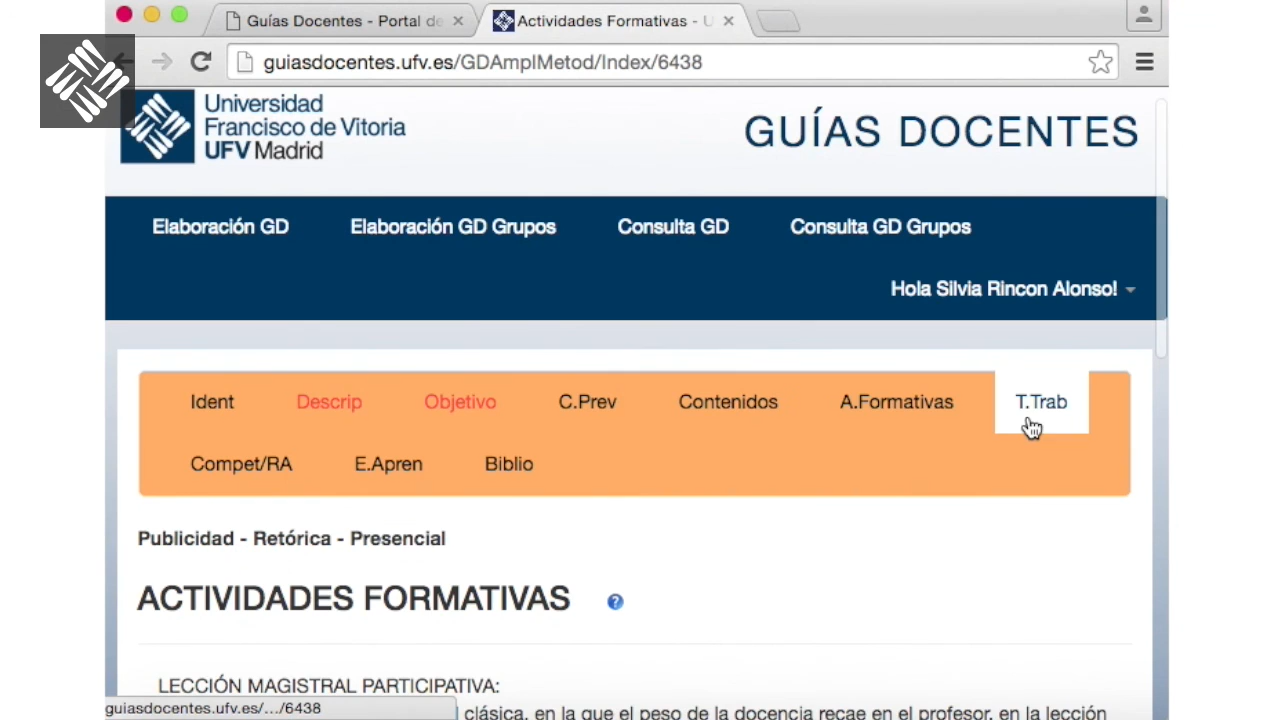 Guías Docentes - Portal de
Actividades Formativas - U
guiasdocentes.ufv.es/GDAmplMetod/Index/6438
Universidad
Francisco de Vitoria
UFV Madrid
GUÍAS DOCENTES
Elaboración GD
Elaboración GD Grupos
Consulta GD
Consulta GD Grupos
Hola Silvia Rincon Alonso!
Ident
Descrip
Objetivo
C.Prev
Contenidos
A.Formativas
T.Trab
Compet/RA
E.Apren
Biblio
Publicidad - Retórica - Presencial
ACTIVIDADES FORMATIVAS
?
LECCIÓN MAGISTRAL PARTICIPATIVA:
guiasdocentes.ufv.es/.../6438
clásica, en la que el peso de la docencia recae en el profesor, en la lección